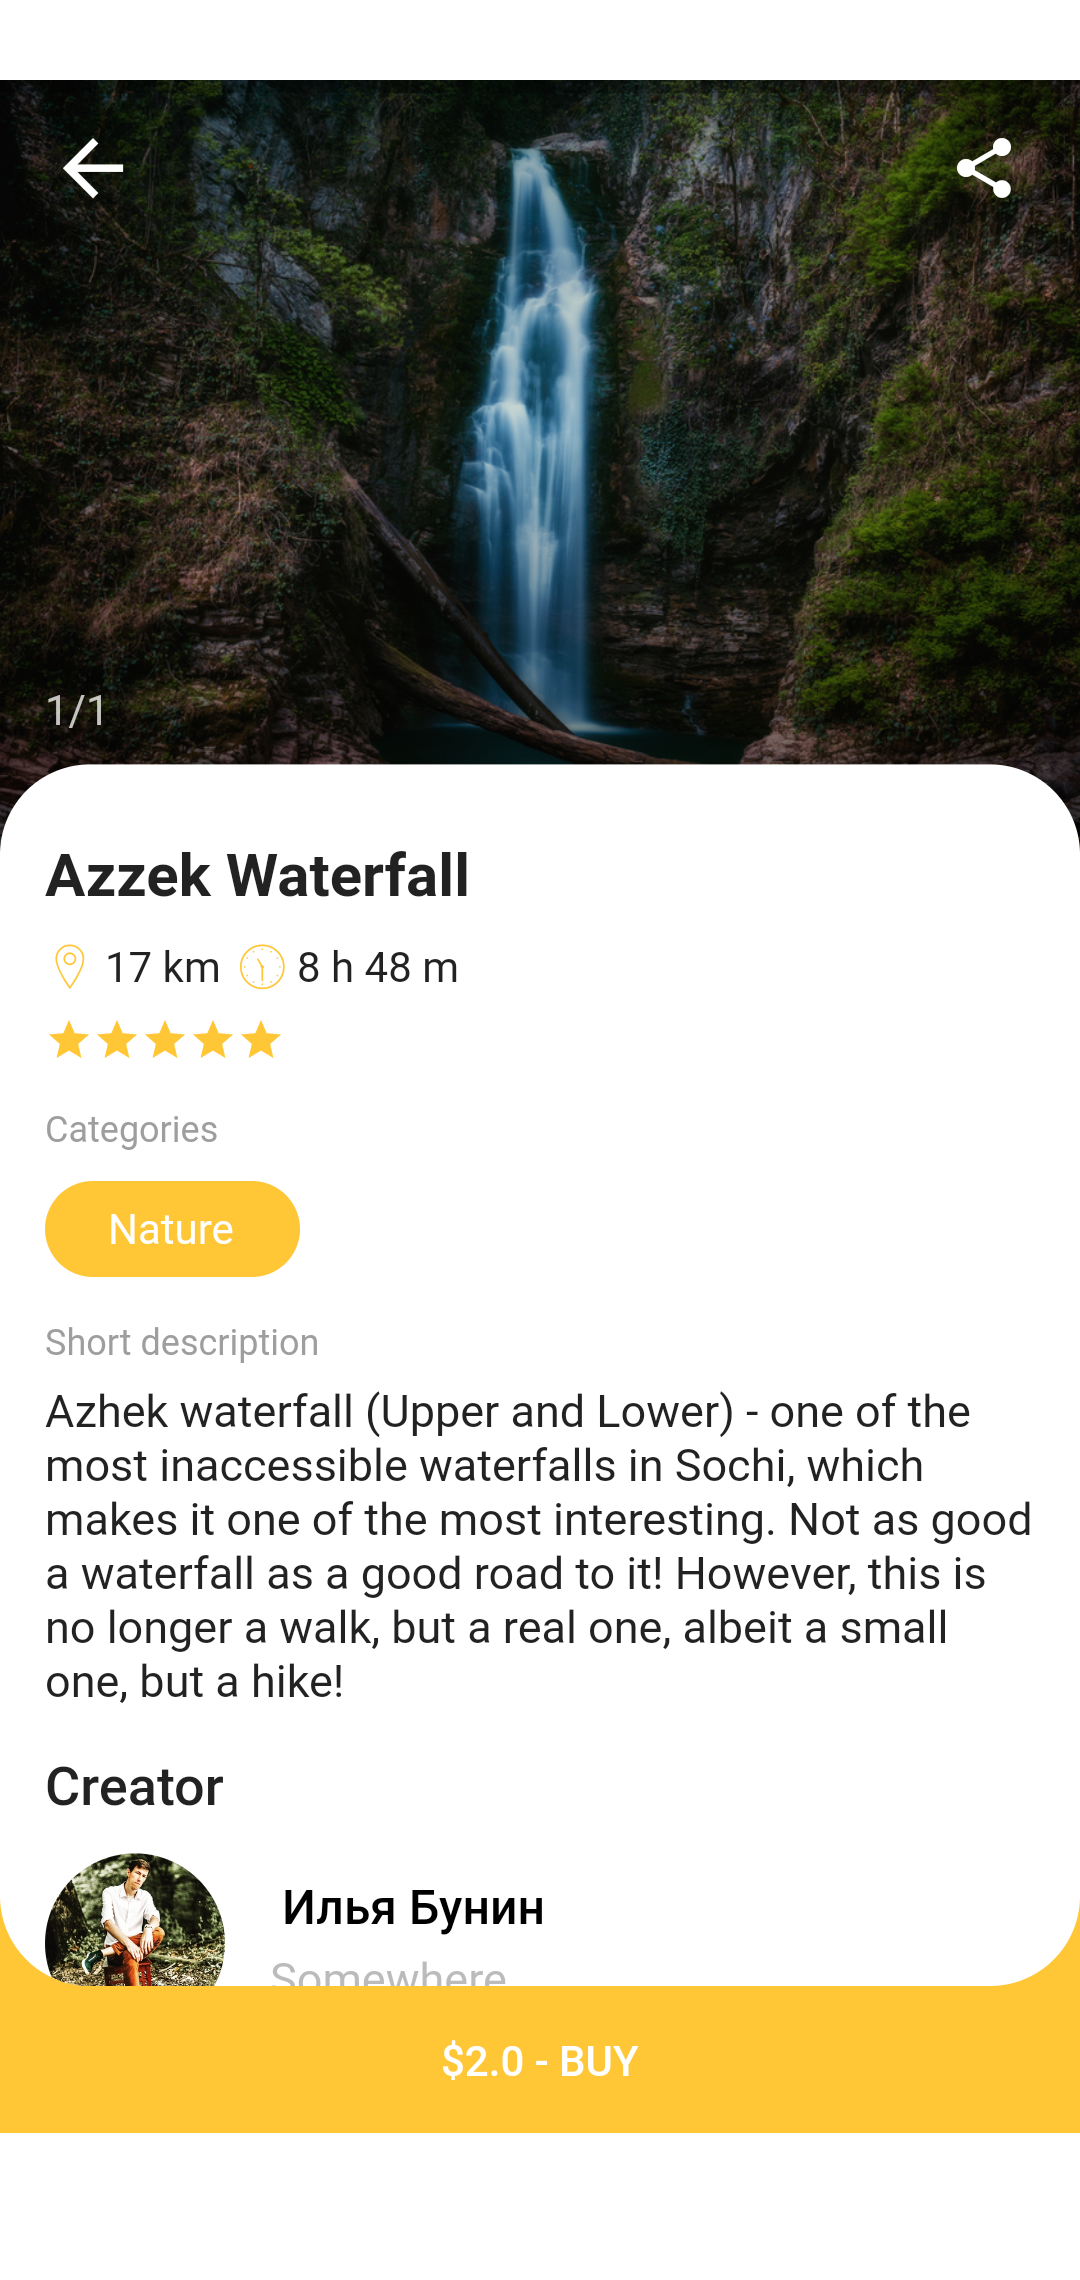 1/1
Azzek Waterfall
17 km 8 h 48 m
Categories
Nature
Short description
Azhek waterfall (Upper and Lower) - one of the
most inaccessible waterfalls in Sochi, which
makes it one of the most interesting. Not as good
a waterfall as a good road to it! However, this is
no longer a walk, but a real one, albeit a small
one, but a hike!
Creator
Илья Бунин
Somewhere
$2.0 - BUY